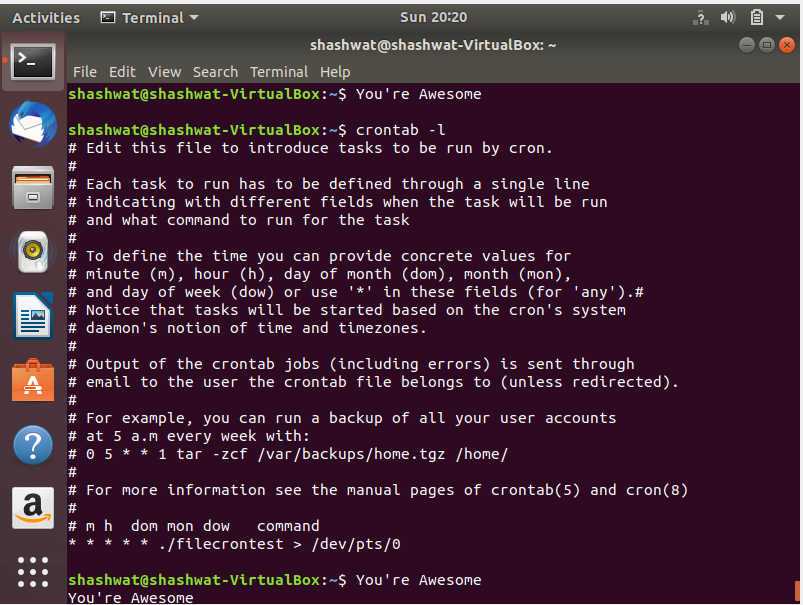 Activities Terminal Sun 20:20
shashwat@shashwat-VirtualBox: ~
File Edit View Search Terminal Help
shashwat@shashwat-VirtualBox:~$ You're Awesome
shashwat@shashwat-VirtualBox:~$ crontab -l
# Edit this file to introduce tasks to be run by cron.
#
# Each task to run has to be defined through a single line
# indicating with different fields when the task will be run
# and what command to run for the task
#
# To define the time you can provide concrete values for
# minute (m), hour (h), day of month (dom), month (mon),
# and day of week (dow) or use '*' in these fields (for 'any').#
# Notice that tasks will be started based on the cron's system
# daemon's notion of time and timezones.
#
# Output of the crontab jobs (including errors) is sent through
# email to the user the crontab file belongs to (unless redirected).
#
# For example, you can run a backup of all your user accounts
# at 5 a.m every week with:
# 0 5 * * 1 tar -zcf /var/backups/home.tgz /home/
#
# For more information see the manual pages of crontab(5) and cron(8)
#
# m h  dom mon dow   command
* * * * * ./filecrontest > /dev/pts/0
shashwat@shashwat-VirtualBox:~$ You're Awesome
You're Awesome